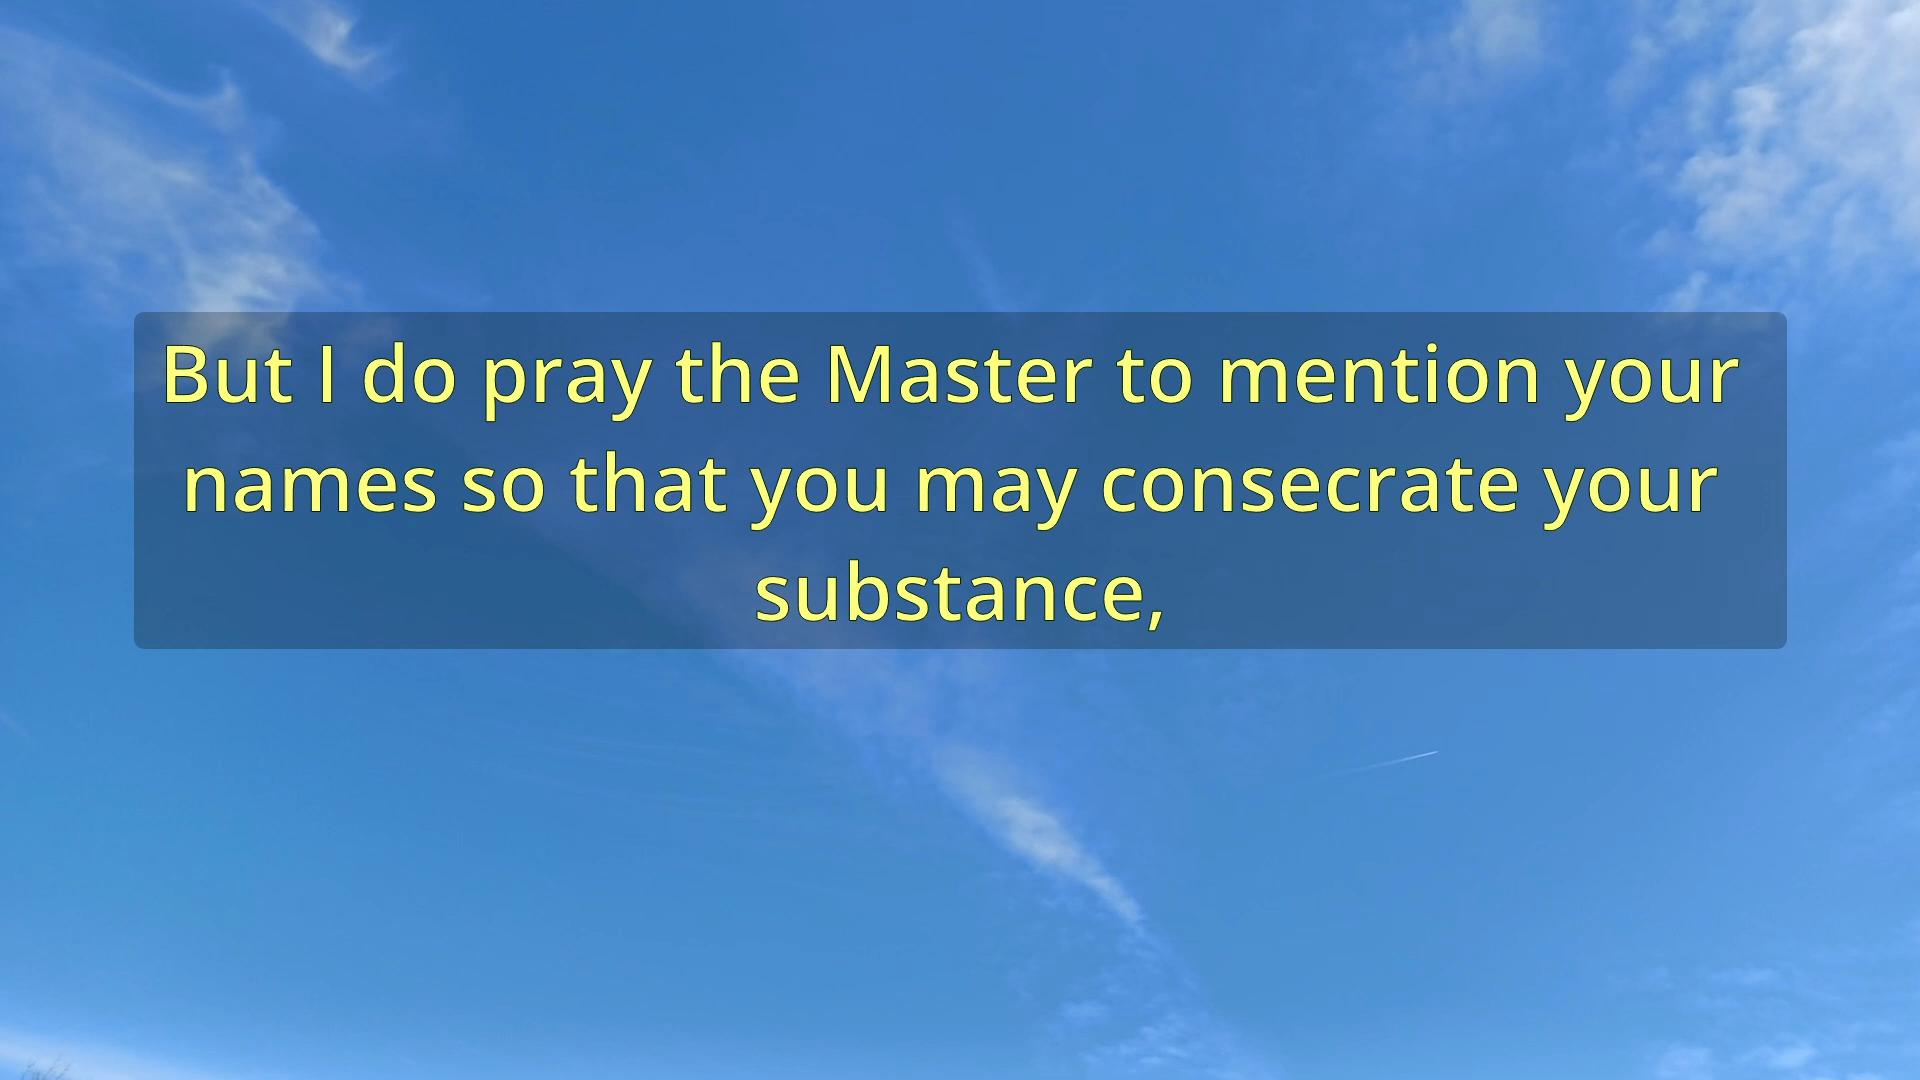 But I do pray the Master to mention your
names so that you may consecrate your
substance,